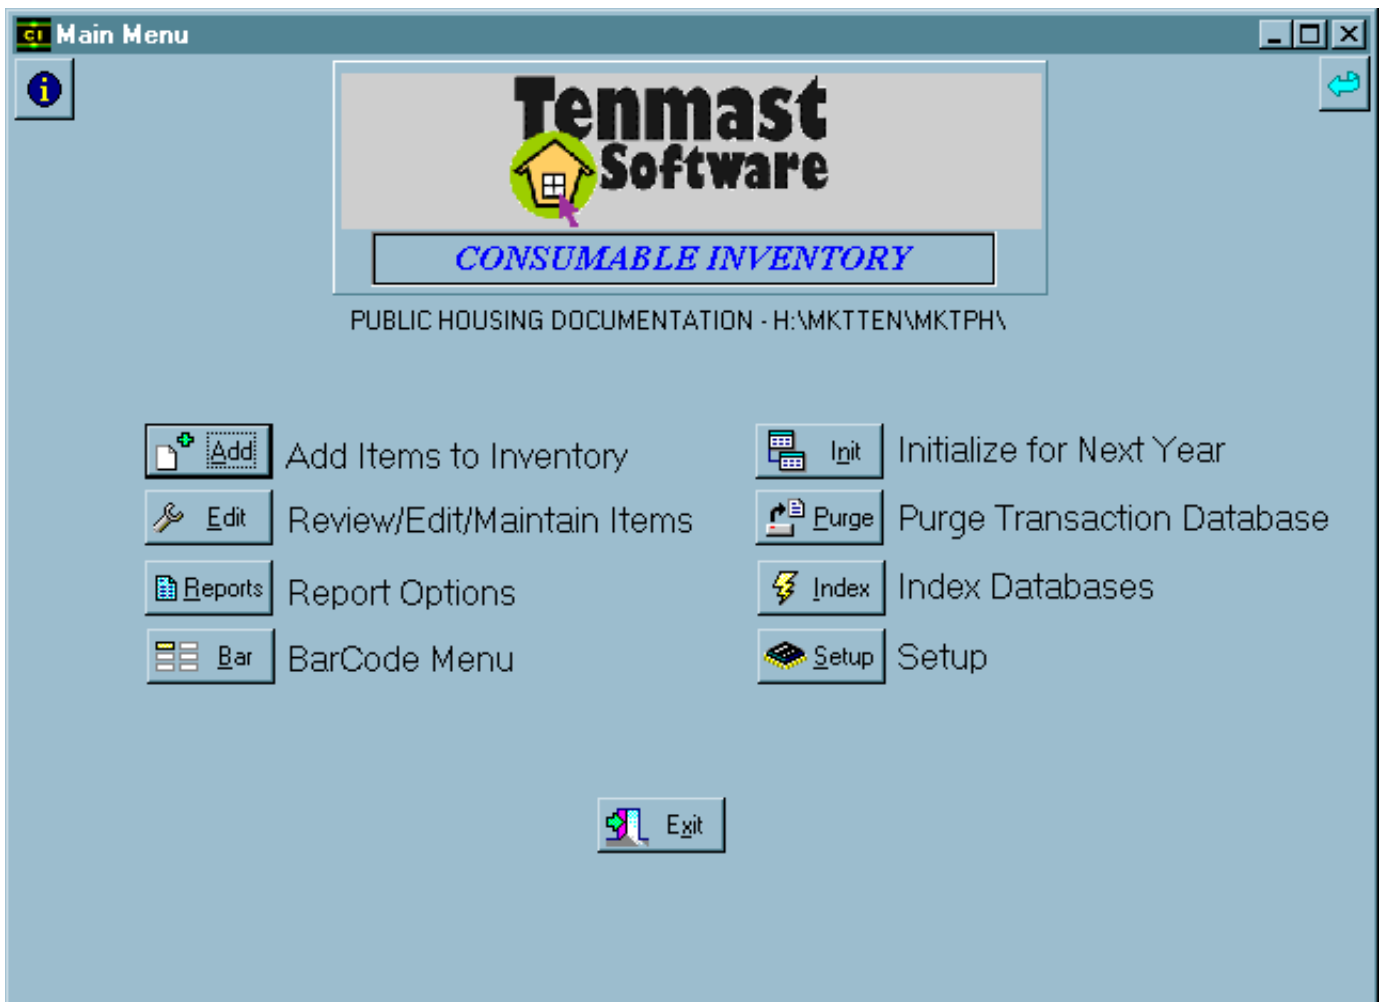 CI Main Menu
Tenmast
Software
CONSUMABLE INVENTORY
PUBLIC HOUSING DOCUMENTATION - H:\MKTTEN\MKTPH\
Add Add Items to Inventory
Edit Review/Edit/Maintain Items
Reports Report Options
Bar BarCode Menu
Init Initialize for Next Year
Purge Purge Transaction Database
Index Index Databases
Setup Setup
Exit